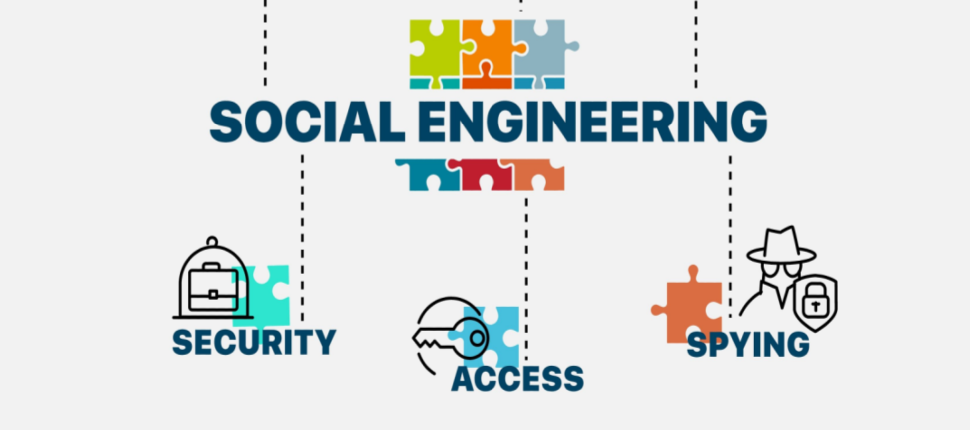 SOCIAL ENGINEERING
SECURITY
ACCESS
SPYING